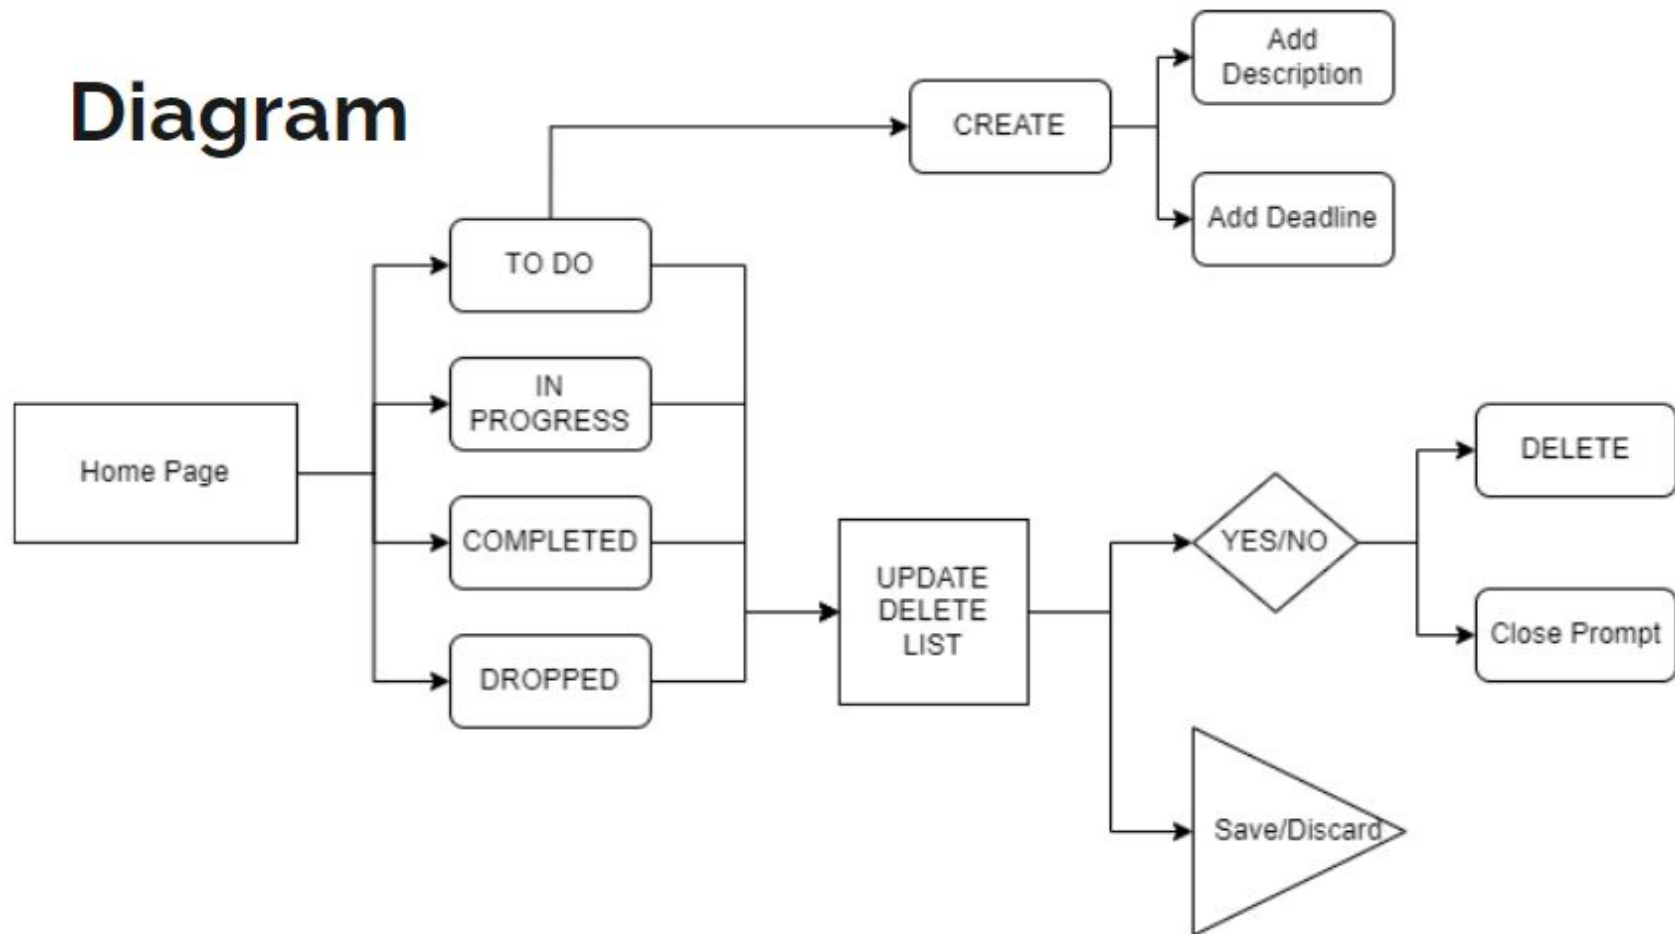 Diagram
Add
Description
CREATE
Add Deadline
TO DO
IN
PROGRESS
Home Page
COMPLETED
DROPPED
UPDATE
DELETE
LIST
YES/NO
DELETE
Close Prompt
Save/Discard